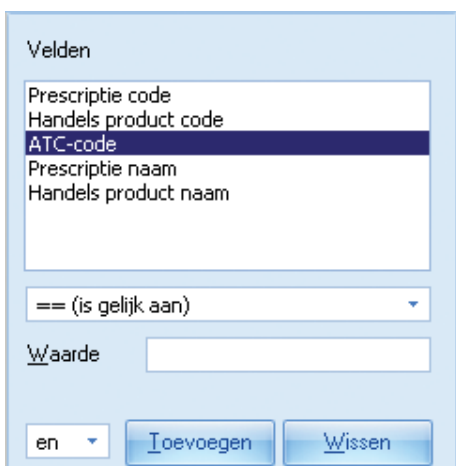 Velden
Prescriptie code
Handels product code
ATC-code
Prescriptie naam
Handels product naam
== (is gelijk aan)
Waarde
en Toevoegen Wissen